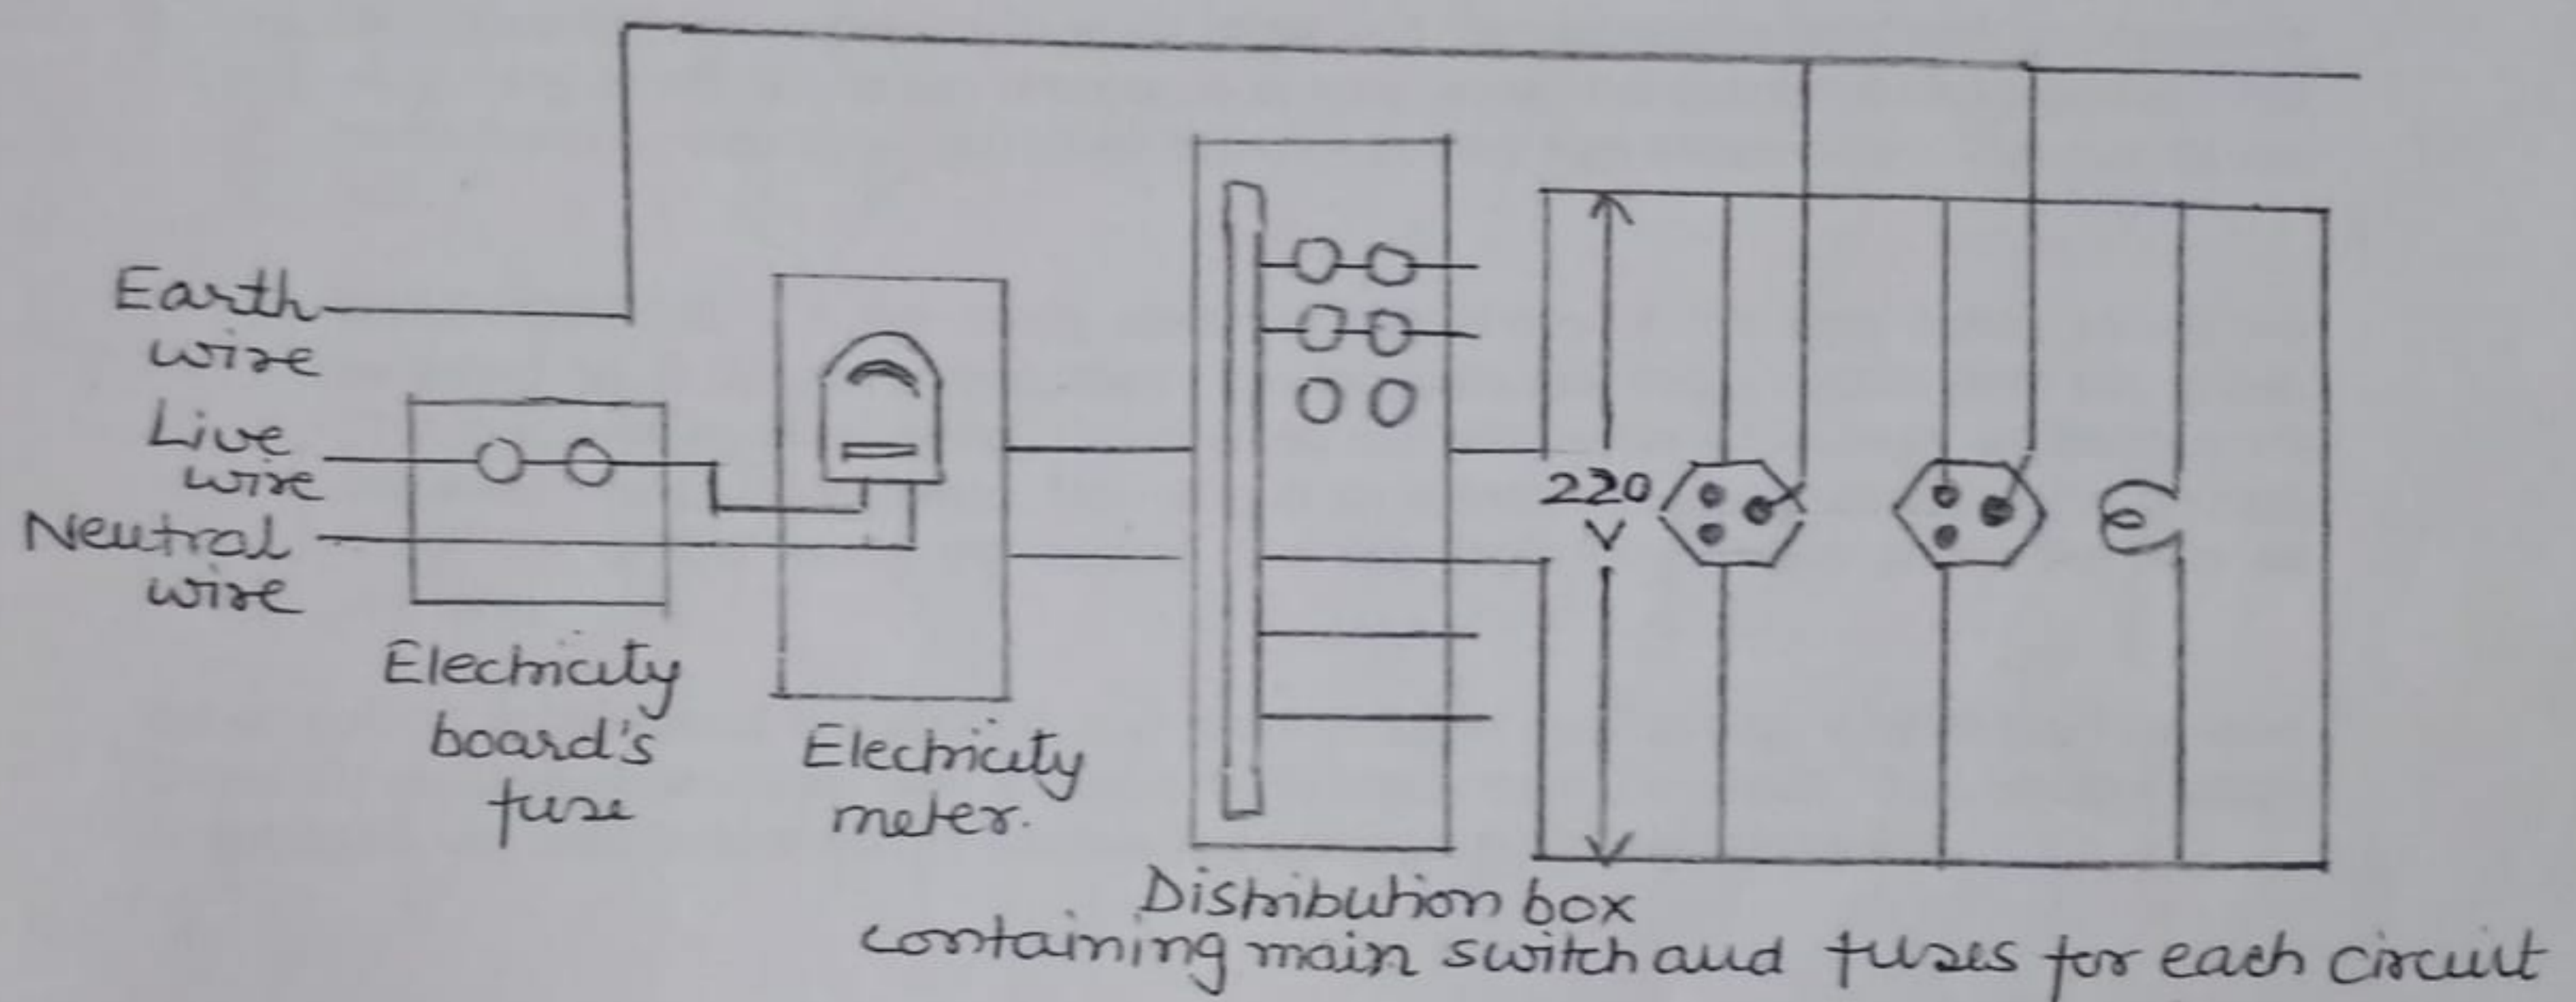 Earth
wire
Live
wire
Neutral
wire
Electricity
board's
fuse
Electricity
meter.
220
V
Distribution box
containing main switch and fuses for each circuit